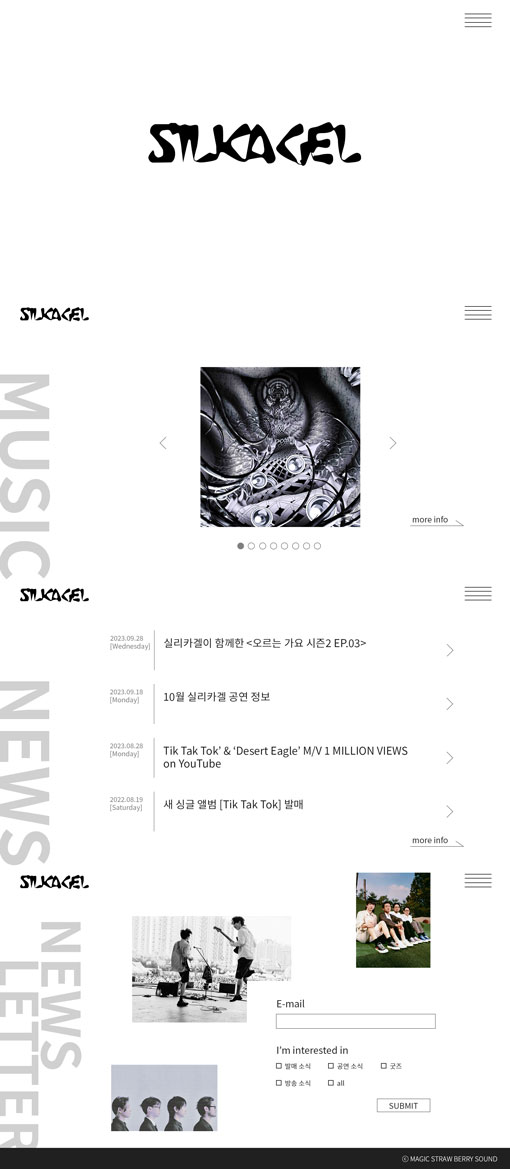 SILKAGEL
SILKAGEL
MUSIC
more info
SILKAGEL
NEWS
2023.09.28
[Wednesday]
실리카겔이 함께한 <오르는 가요 시즌2 EP.03>
2023.09.18
[Monday]
10월 실리카겔 공연 정보
2023.08.28
[Monday]
Tik Tak Tok' & ‘Desert Eagle' M/V 1 MILLION VIEWS
on YouTube
2022.08.19
[Saturday]
새 싱글 앨범 [Tik Tak Tok] 발매
more info
SILKAGEL
NEWS
LETTER
E-mail
I'm interested in
발매 소식
공연 소식
굿즈
방송 소식
all
SUBMIT
ⓒ MAGIC STRAW BERRY SOUND